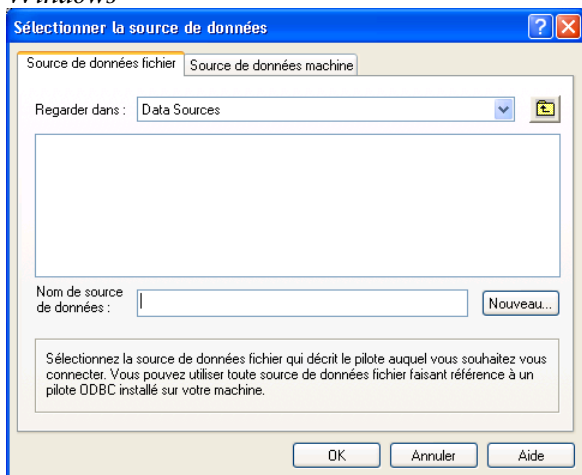 Windows
Sélectionner la source de données
Source de données fichier
Source de données machine
Regarder dans :
Data Sources
Nom de source
de données :
Nouveau...
Sélectionnez la source de données fichier qui décrit le pilote auquel vous souhaitez vous
connecter. Vous pouvez utiliser toute source de données fichier faisant référence à un
pilote ODBC installé sur votre machine.
OK
Annuler
Aide